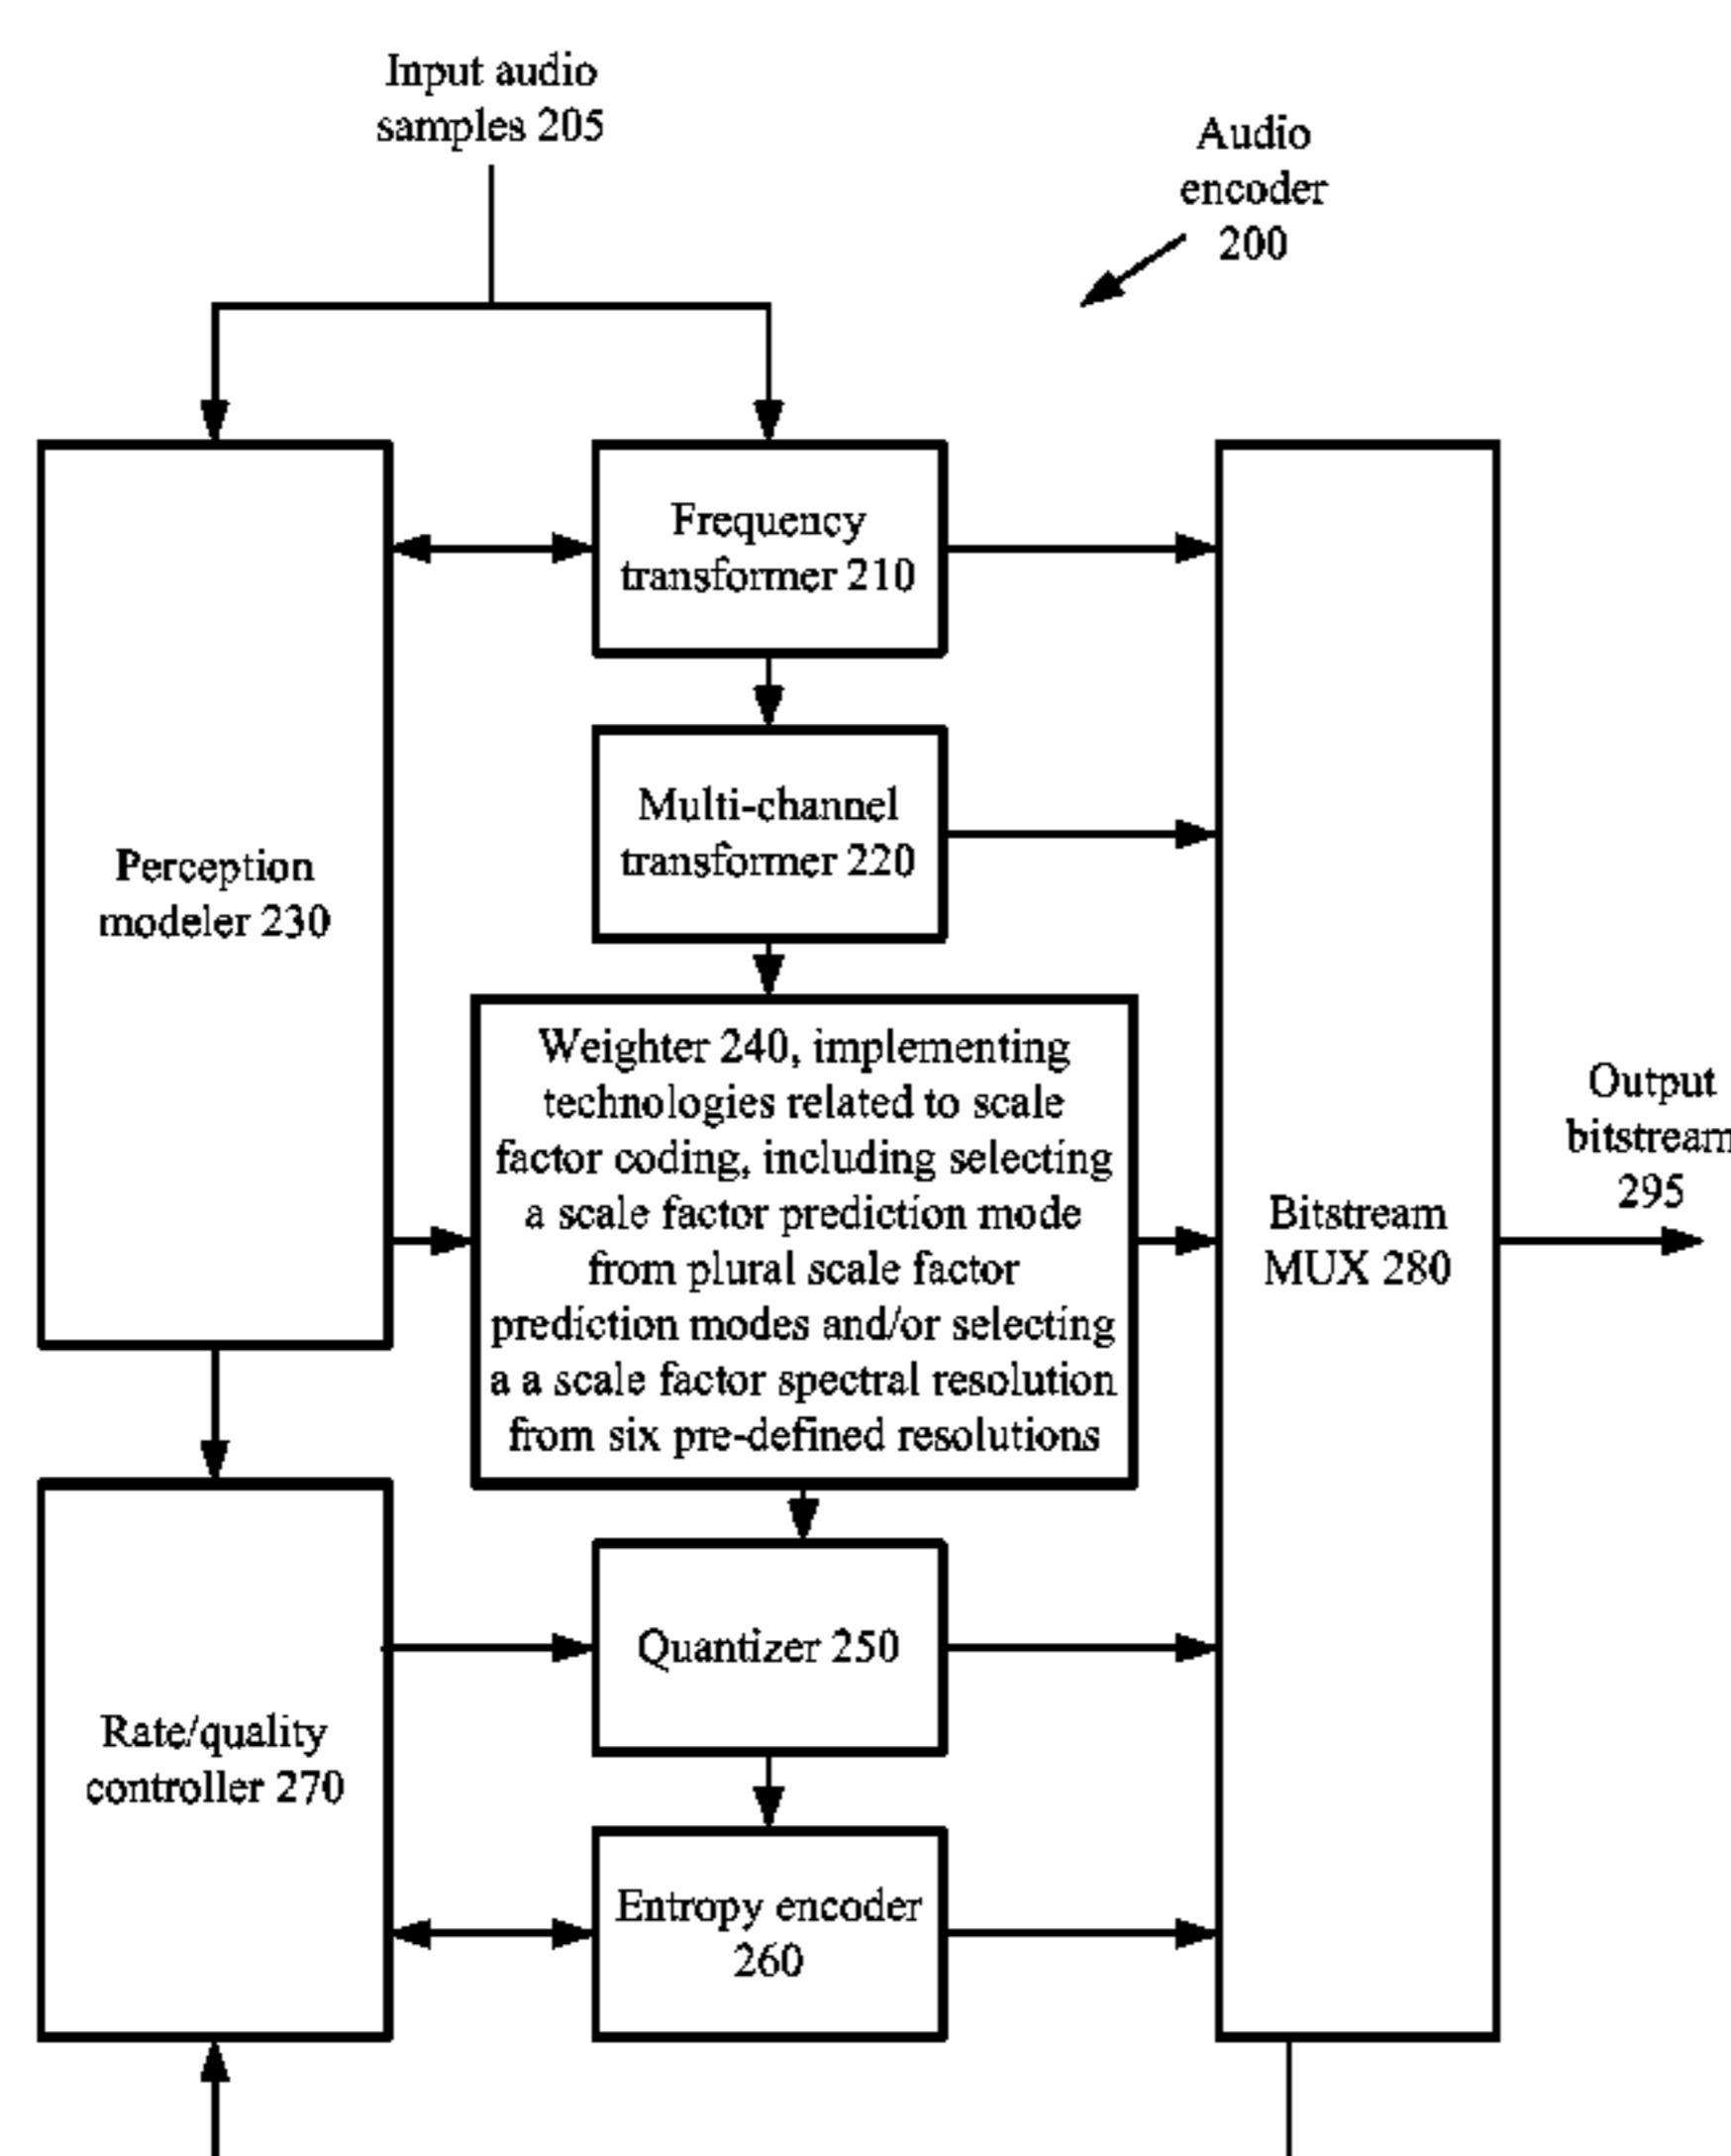 Input audio
samples 205
Audio
encoder
200
Frequency
transformer 210
Multi-channel
transformer 220
Perception
modeler 230
Weighter 240, implementing
technologies related to scale
factor coding, including selecting
a scale factor prediction mode
from plural scale factor
prediction modes and/or selecting
a a scale factor spectral resolution
from six pre-defined resolutions
Output
bitstream
295
Bitstream
MUX 280
Quantizer 250
Rate/quality
controller 270
Entropy encoder
260